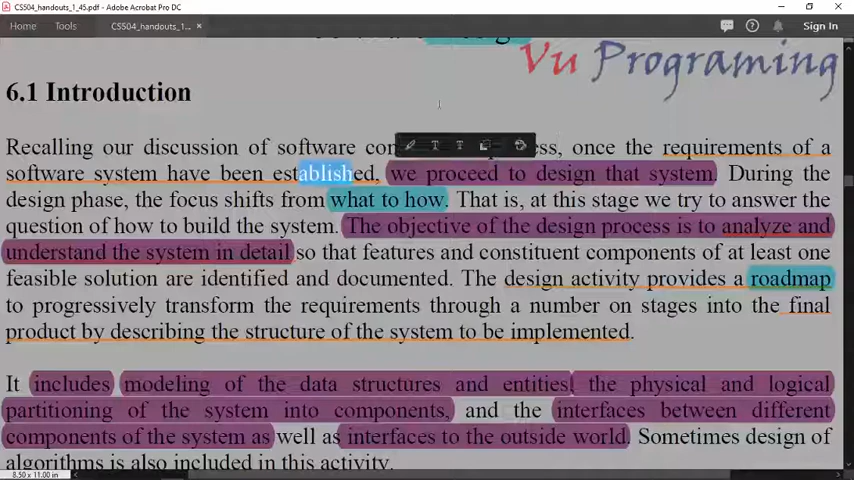 CS504_handouts_1_45.pdf - Adobe Acrobat Pro DC
Home Tools CS504_handouts_1_... × Sign In
Vu Programing
6.1 Introduction
Recalling our discussion of software con ss, once the requirements of a
software system have been established, we proceed to design that system. During the
design phase, the focus shifts from what to how. That is, at this stage we try to answer the
question of how to build the system. The objective of the design process is to analyze and
understand the system in detail so that features and constituent components of at least one
feasible solution are identified and documented. The design activity provides a roadmap
to progressively transform the requirements through a number on stages into the final
product by describing the structure of the system to be implemented.
It includes modeling of the data structures and entities, the physical and logical
partitioning of the system into components, and the interfaces between different
components of the system as well as interfaces to the outside world. Sometimes design of
algorithms is also included in this activity.
8.50 x 11.00 in